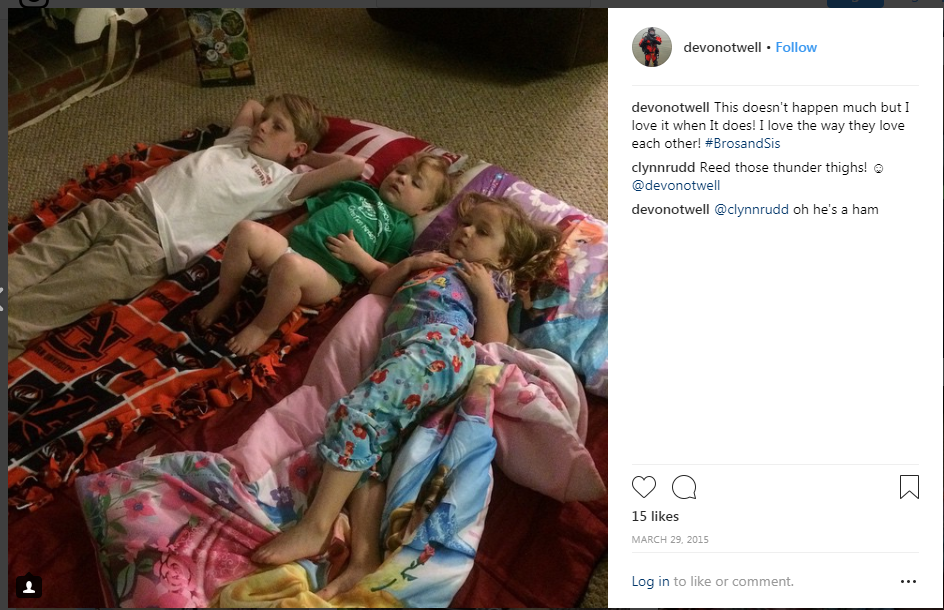 devonotwell • Follow
devonotwell This doesn't happen much but I
love it when It does! I love the way they love
each other! #BrosandSis
clynnrudd Reed those thunder thighs! ☺
@devonotwell
devonotwell @clynnrudd oh he's a ham
15 likes
MARCH 29, 2015
Log in to like or comment.